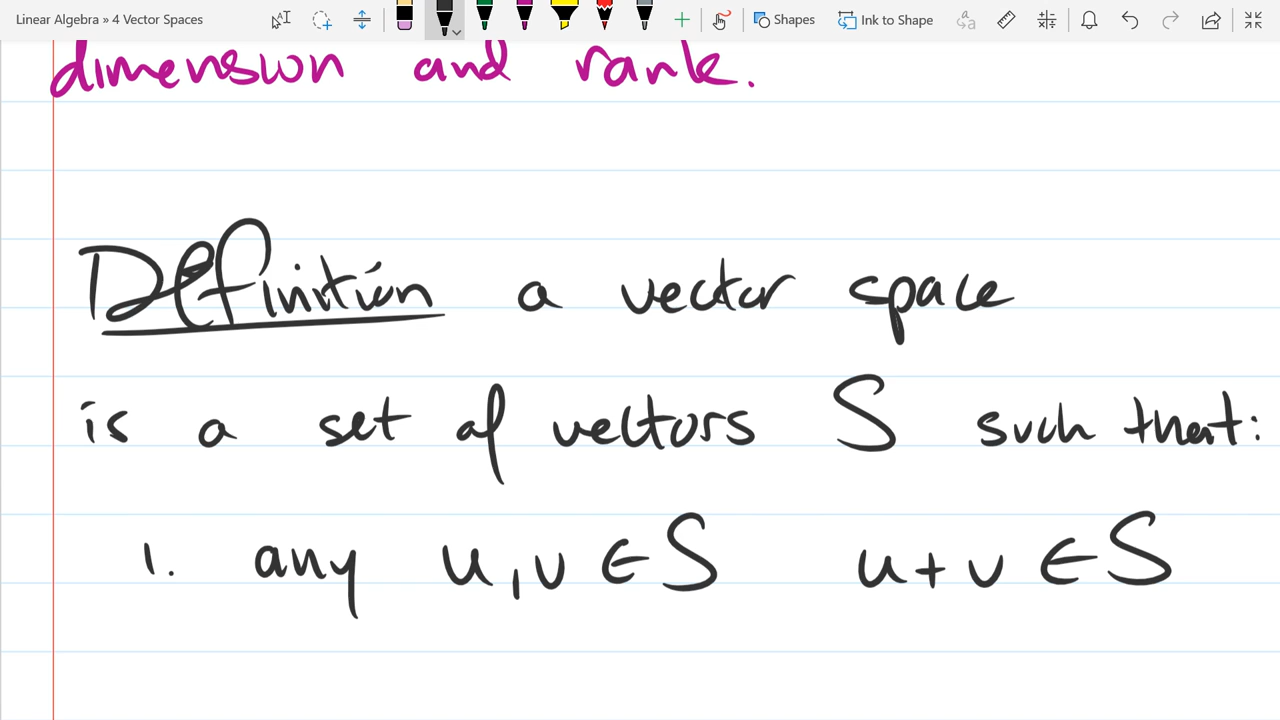 Linear Algebra » 4 Vector Spaces
Shapes
Ink to Shape
dimension and rank.
Definition a vector space
is a set of vectors S such that:
1. any u, v ∈ S u + v ∈ S